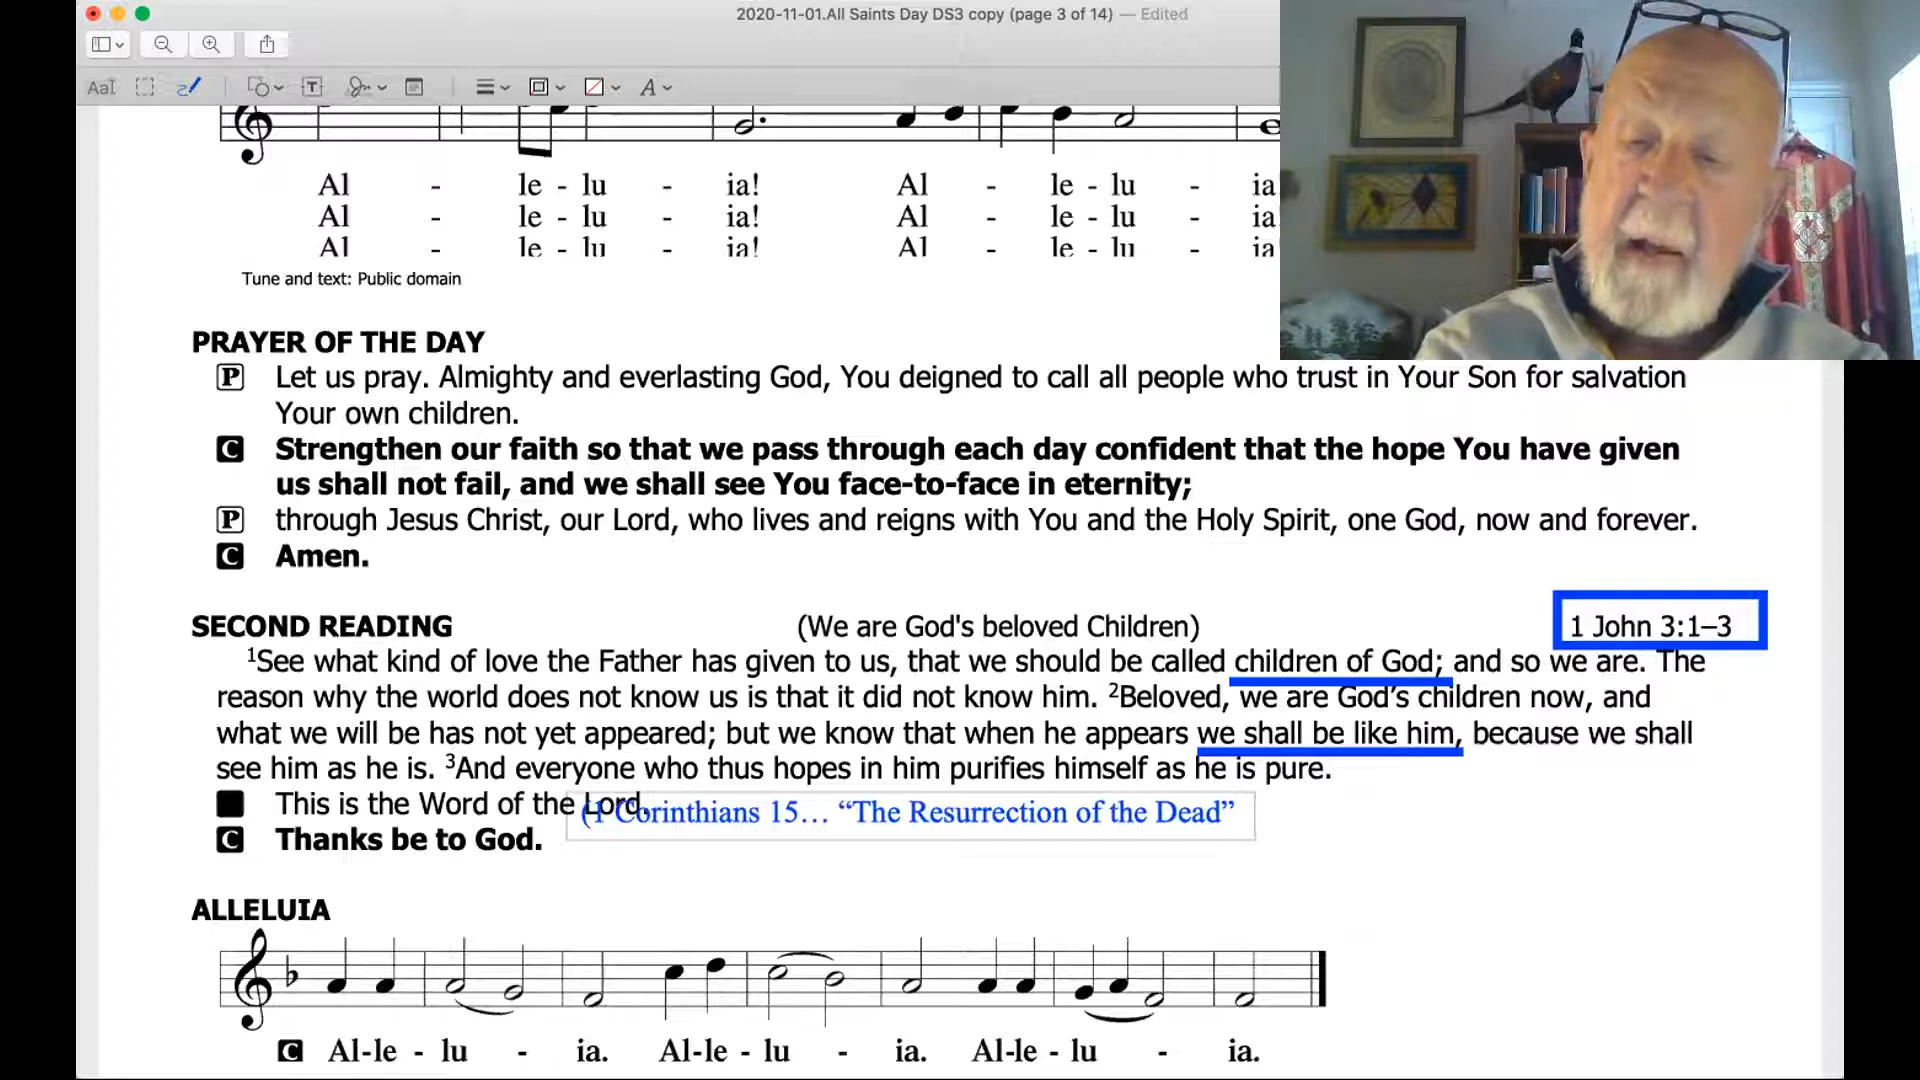 2020-11-01.All Saints Day DS3 copy (page 3 of 14) — Edited
AaI
T
A
Al - le - lu - ia! Al - le - lu - ia
Al - le - lu - ia! Al - le - lu - ia
Al - le - lu - ia! Al - le - lu - ia
Tune and text: Public domain
PRAYER OF THE DAY
P Let us pray. Almighty and everlasting God, You deigned to call all people who trust in Your Son for salvation
Your own children.
C Strengthen our faith so that we pass through each day confident that the hope You have given
us shall not fail, and we shall see You face-to-face in eternity;
P through Jesus Christ, our Lord, who lives and reigns with You and the Holy Spirit, one God, now and forever.
C Amen.
SECOND READING (We are God's beloved Children) 1 John 3:1–3
1See what kind of love the Father has given to us, that we should be called children of God; and so we are. The
reason why the world does not know us is that it did not know him. 2Beloved, we are God’s children now, and
what we will be has not yet appeared; but we know that when he appears we shall be like him, because we shall
see him as he is. 3And everyone who thus hopes in him purifies himself as he is pure.
This is the Word of the Lord.
(1 Corinthians 15… “The Resurrection of the Dead”
C Thanks be to God.
ALLELUIA
C Al-le - lu - ia. Al-le - lu - ia. Al-le - lu - ia.